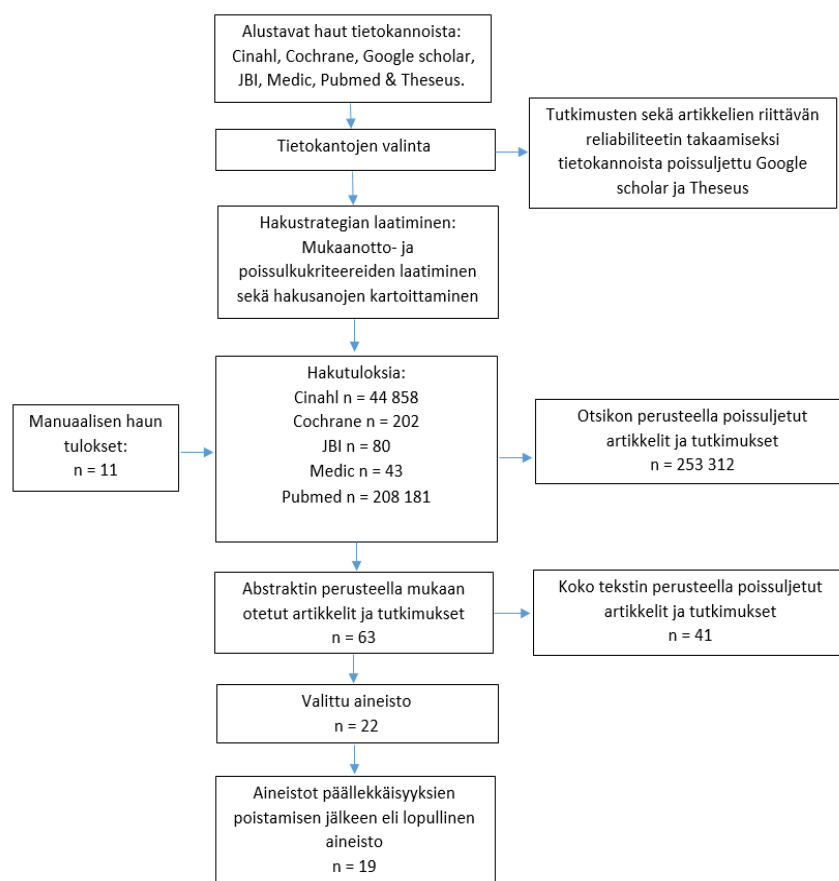 Alustavat haut tietokannoista:
Cinahl, Cochrane, Google scholar,
JBI, Medic, Pubmed & Theseus.
Tietokantojen valinta
Tutkimusten sekä artikkelien riittävän
reliabiliteetin takaamiseksi
tietokannoista poissuljettu Google
scholar ja Theseus
Hakustrategian laatiminen:
Mukaanotto- ja
poissulkukriteereiden laatiminen
sekä hakusanojen kartoittaminen
Manuaalisen haun
tulokset:
n = 11
Hakutuloksia:
Cinahl n = 44 858
Cochrane n = 202
JBI n = 80
Medic n = 43
Pubmed n = 208 181
Otsikon perusteella poissuljetut
artikkelit ja tutkimukset
n = 253 312
Abstraktin perusteella mukaan
otetut artikkelit ja tutkimukset
n = 63
Koko tekstin perusteella poissuljetut
artikkelit ja tutkimukset
n = 41
Valittu aineisto
n = 22
Aineistot päällekkäisyyksien
poistamisen jälkeen eli lopullinen
aineisto
n = 19